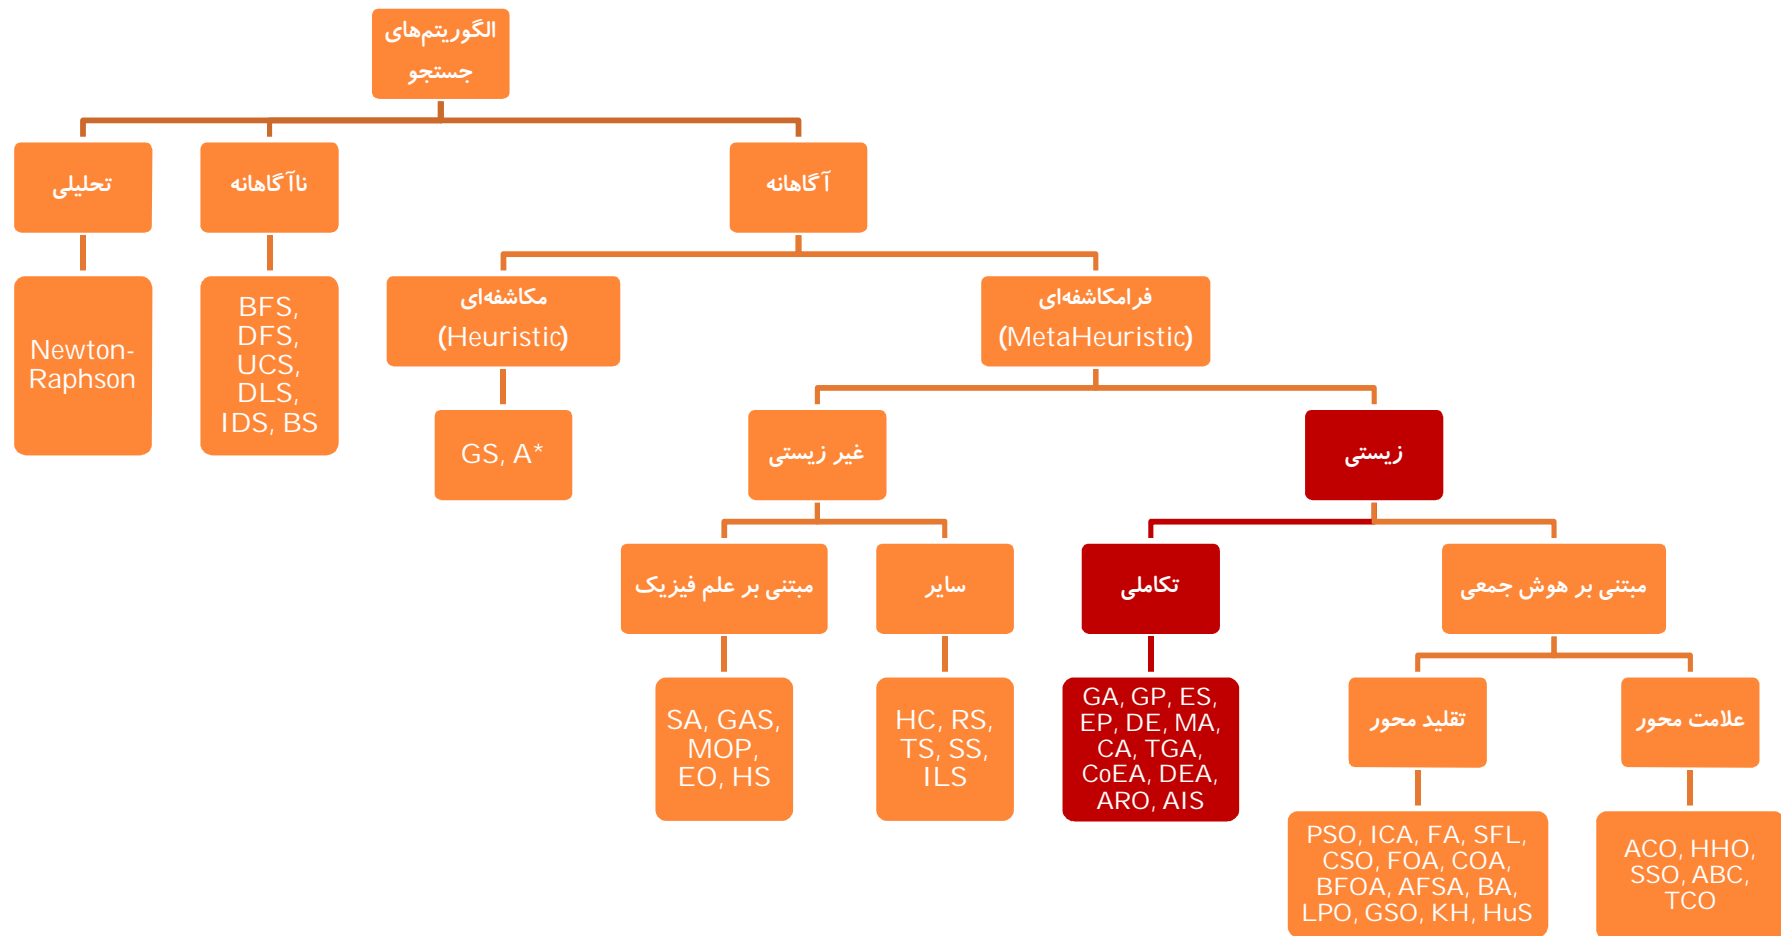 الگوریتم‌های
جستجو
تحلیلی
ناآگاهانه
آگاهانه
Newton-
Raphson
BFS,
DFS,
UCS,
DLS,
IDS, BS
مکاشفه‌ای
(Heuristic)
فرامکاشفه‌ای
(MetaHeuristic)
GS, A*
غیر زیستی
زیستی
مبتنی بر علم فیزیک
سایر
تکاملی
مبتنی بر هوش جمعی
SA, GAS,
MOP,
EO, HS
HC, RS,
TS, SS,
ILS
GA, GP, ES,
EP, DE, MA,
CA, TGA,
CoEA, DEA,
ARO, AIS
تقلید محور
علامت محور
PSO, ICA, FA, SFL,
CSO, FOA, COA,
BFOA, AFSA, BA,
LPO, GSO, KH, HuS
ACO, HHO,
SSO, ABC,
TCO